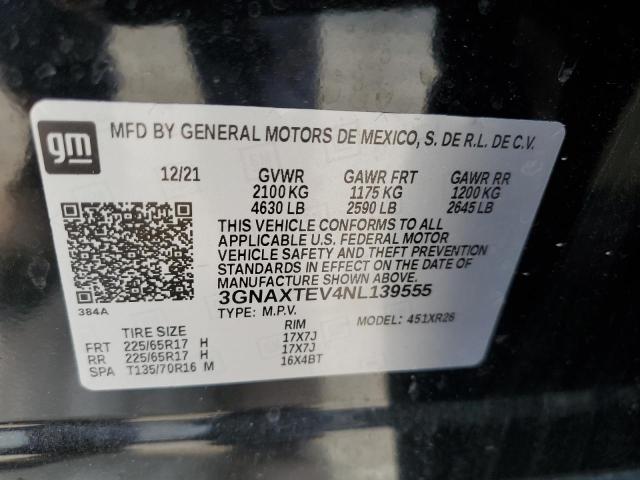 gm
MFD BY GENERAL MOTORS DE MEXICO, S. DE R.L. DE C.V.
12/21 GVWR GAWR FRT GAWR RR
2100 KG 1175 KG 1200 KG
4630 LB 2590 LB 2645 LB
THIS VEHICLE CONFORMS TO ALL
APPLICABLE U.S. FEDERAL MOTOR
VEHICLE SAFETY AND THEFT PREVENTION
STANDARDS IN EFFECT ON THE DATE OF
MANUFACTURE SHOWN ABOVE.
3GNAXTEV4NL139555
384A
TYPE: M.P.V. MODEL: 451XR26
TIRE SIZE RIM
FRT 225/65R17 H 17X7J
RR 225/65R17 H 17X7J
SPA T135/70R16 M 16X4BT